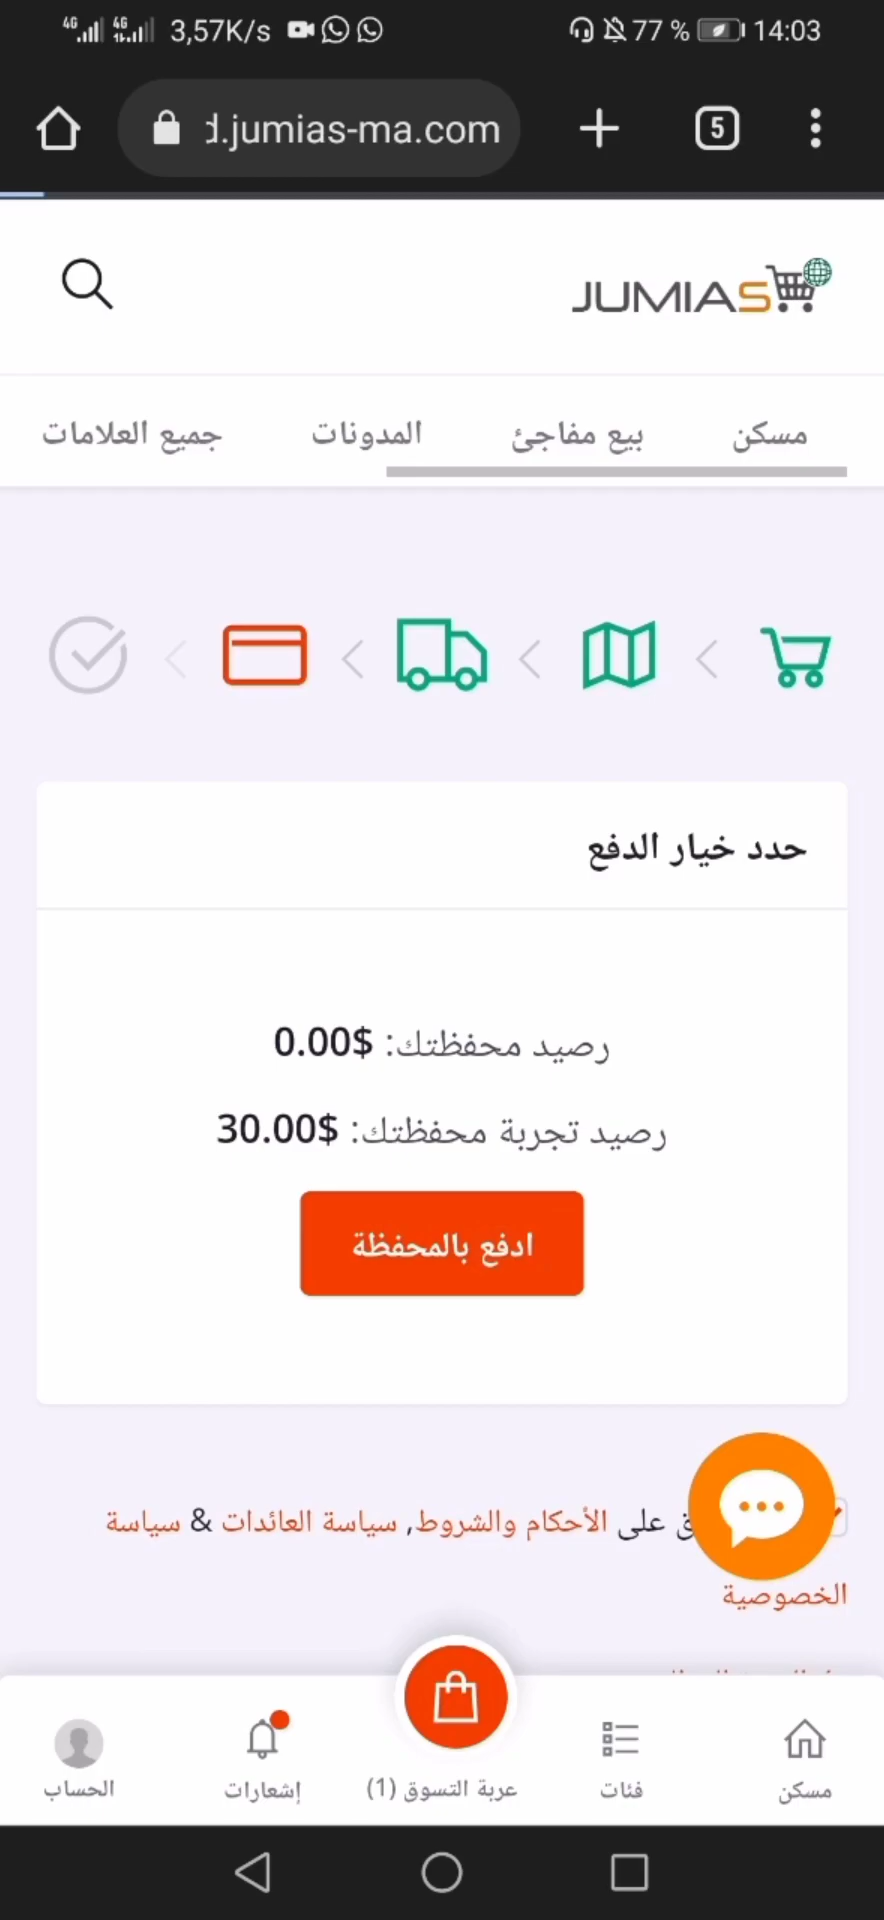 4G 4G 3,57K/s 77 % 14:03
d.jumias-ma.com 5
JUMIAS
مسكن بيع مفاجئ المدونات جميع العلامات
حدد خيار الدفع
رصيد محفظتك: $0.00
رصيد تجربة محفظتك: $30.00
ادفع بالمحفظة
على الأحكام والشروط, سياسة العائدات & سياسة
الخصوصية
مسكن فئات عربة التسوق (1) إشعارات الحساب